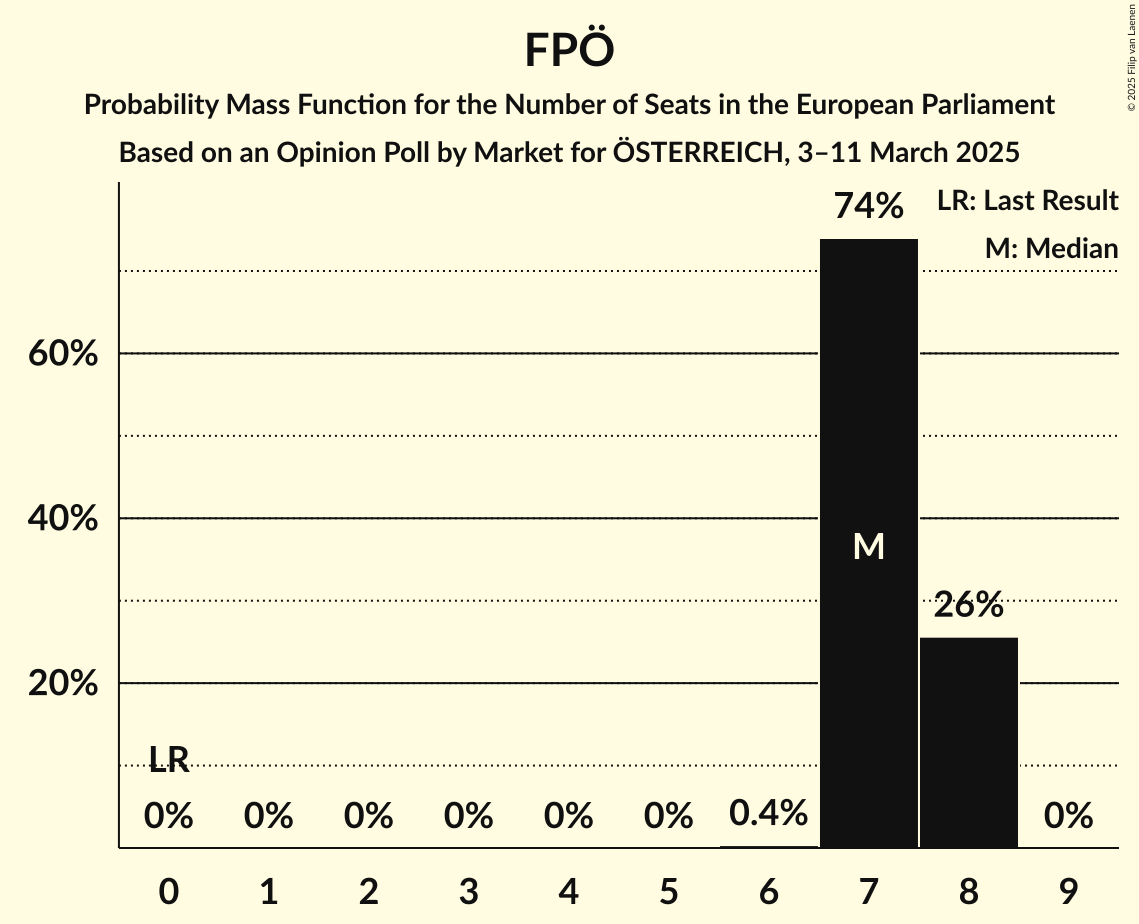 FPÖ
Probability Mass Function for the Number of Seats in the European Parliament
Based on an Opinion Poll by Market for ÖSTERREICH, 3–11 March 2025
© 2025 Filip van Laenen
LR: Last Result
M: Median
60%
40%
20%
LR
0%
0%
0%
0%
0%
0%
0.4%
74%
M
26%
0%
0 1 2 3 4 5 6 7 8 9